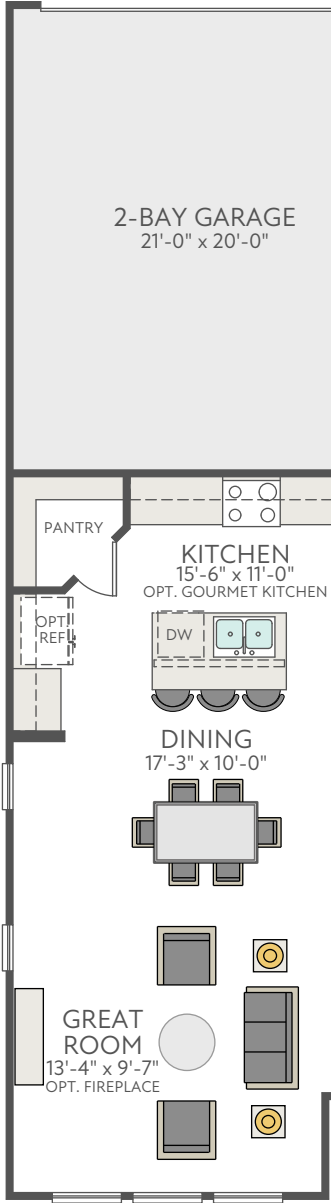 2-BAY GARAGE
21'-0" x 20'-0"
PANTRY
KITCHEN
15'-6" x 11'-0"
OPT. GOURMET KITCHEN
OPT.
REF.
DW
DINING
17'-3" x 10'-0"
GREAT
ROOM
13'-4" x 9'-7"
OPT. FIREPLACE